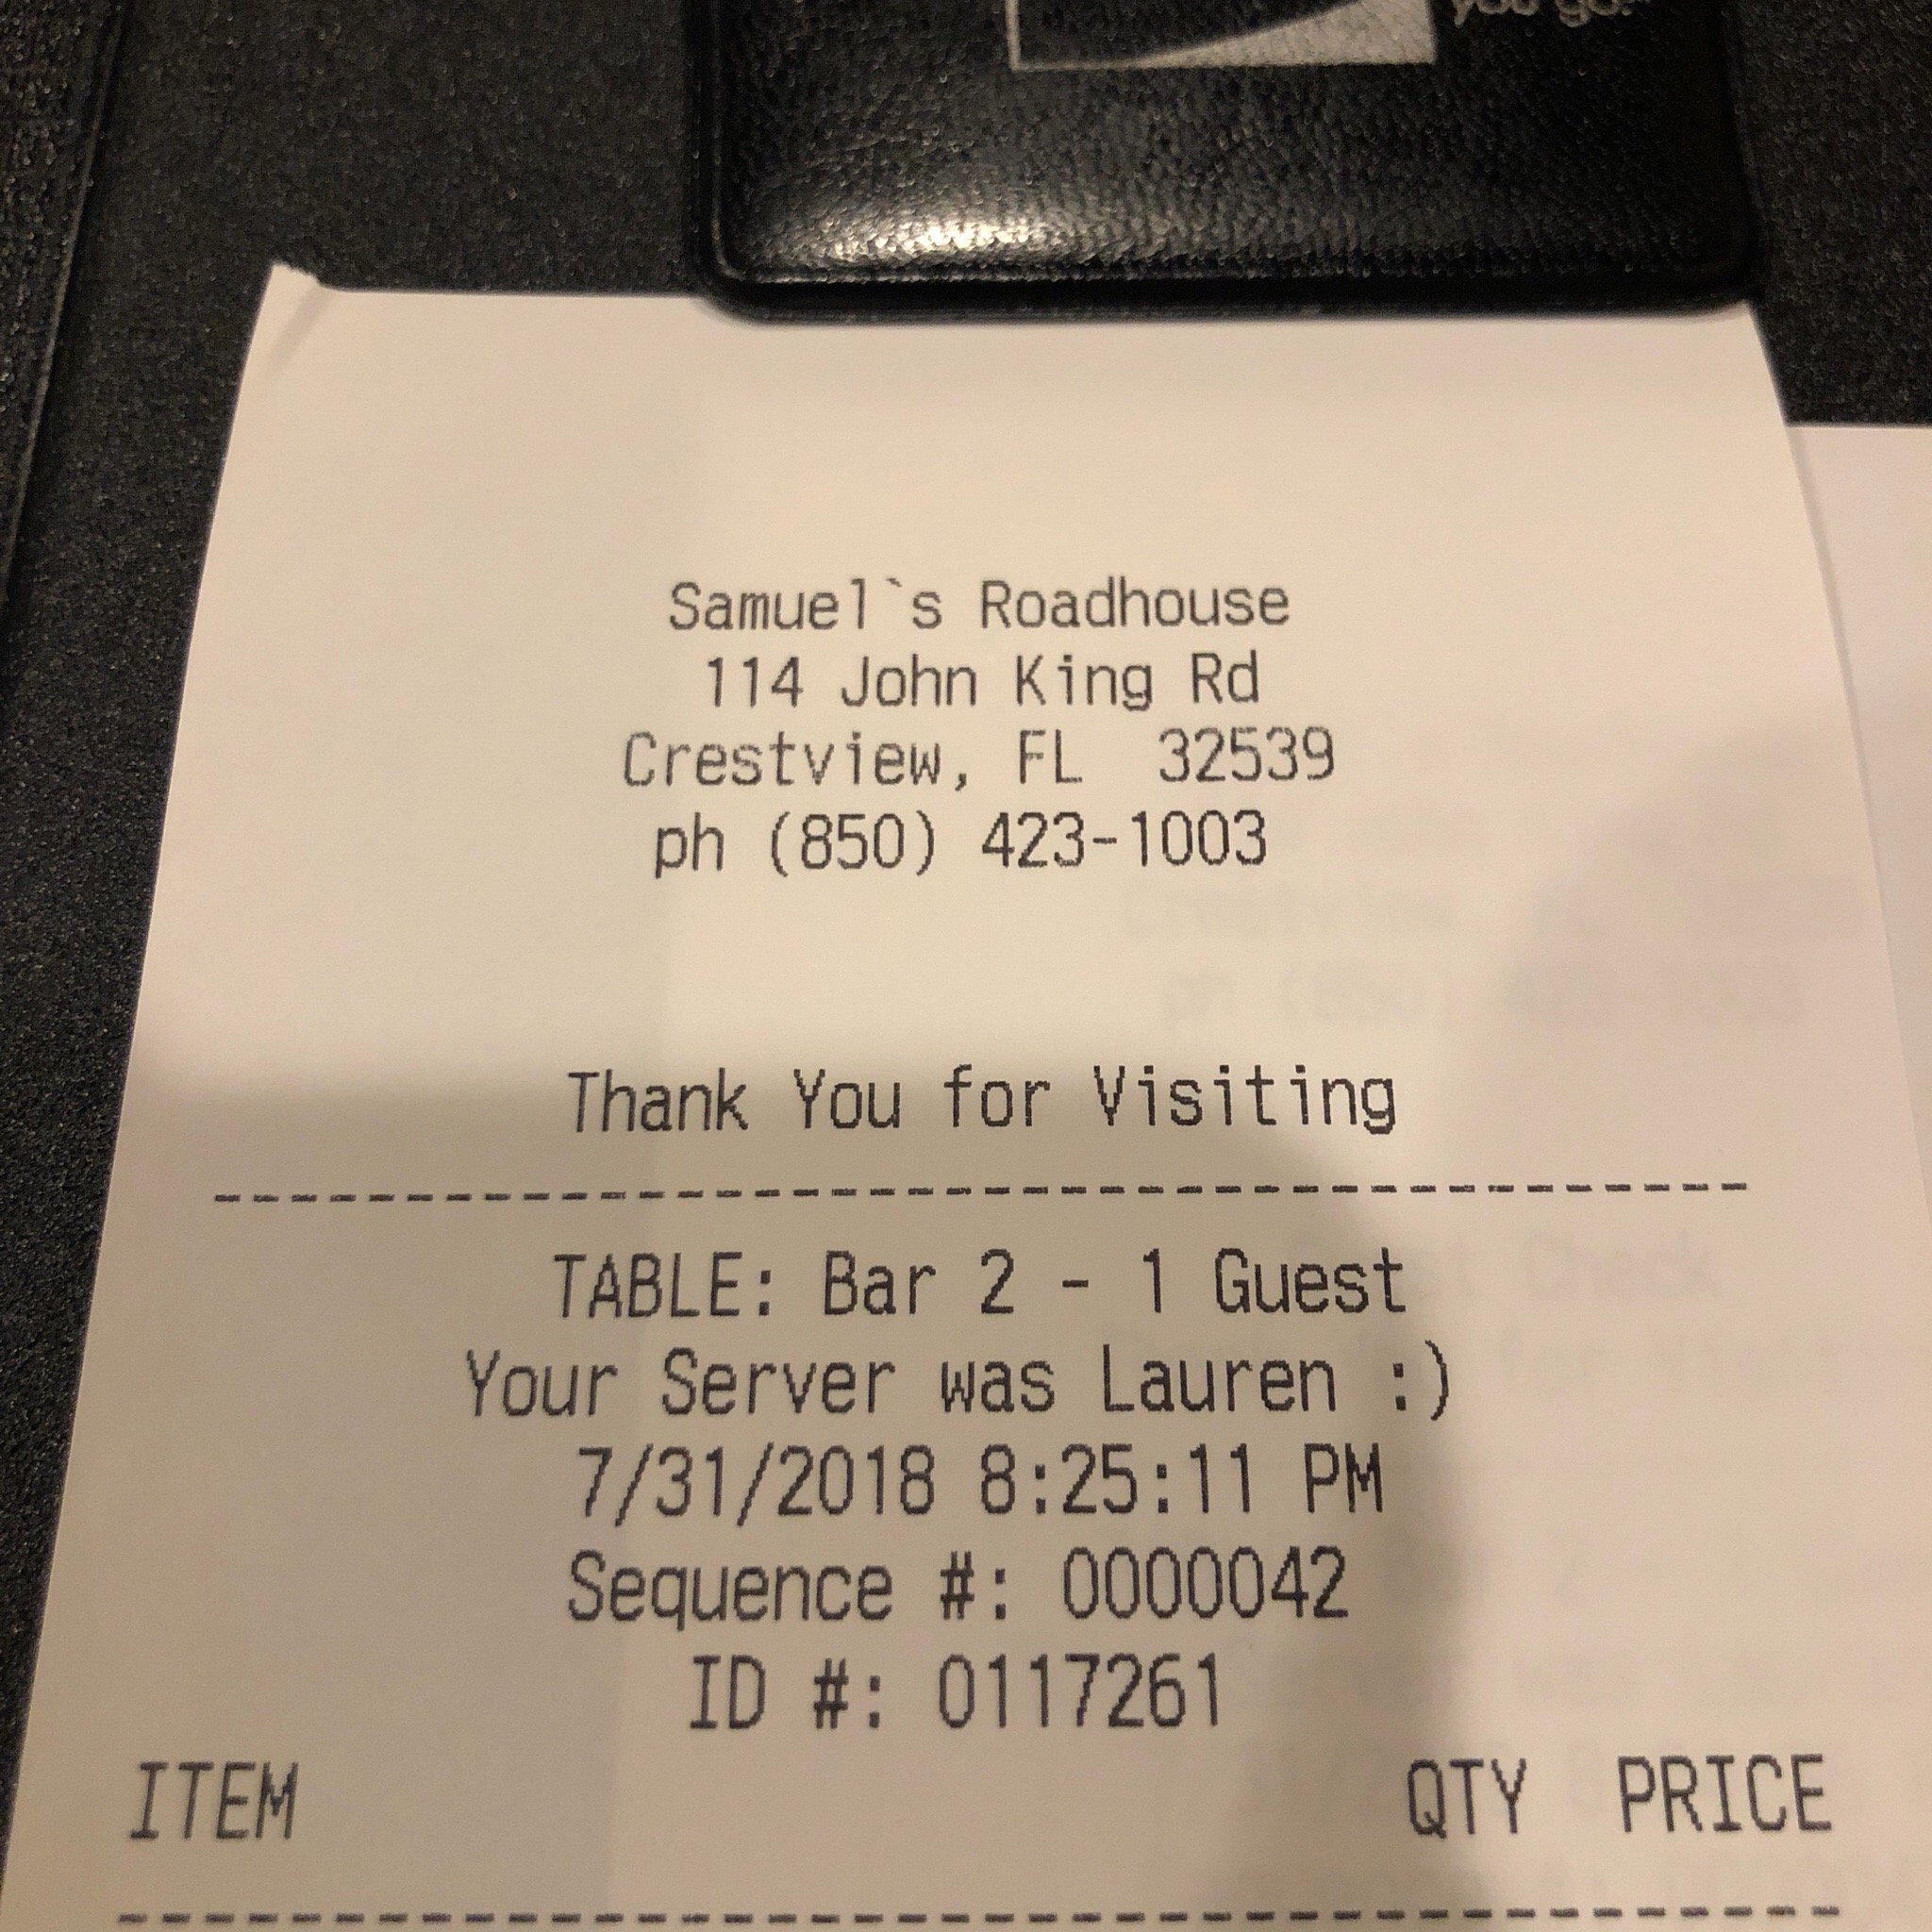 you go.
Samuel`s Roadhouse
114 John King Rd
Crestview, FL  32539
ph (850) 423-1003
Thank You for Visiting
--------------------------------------------
TABLE: Bar 2 - 1 Guest
Your Server was Lauren :)
7/31/2018 8:25:11 PM
Sequence #: 0000042
ID #: 0117261
ITEM QTY PRICE
--------------------------------------------